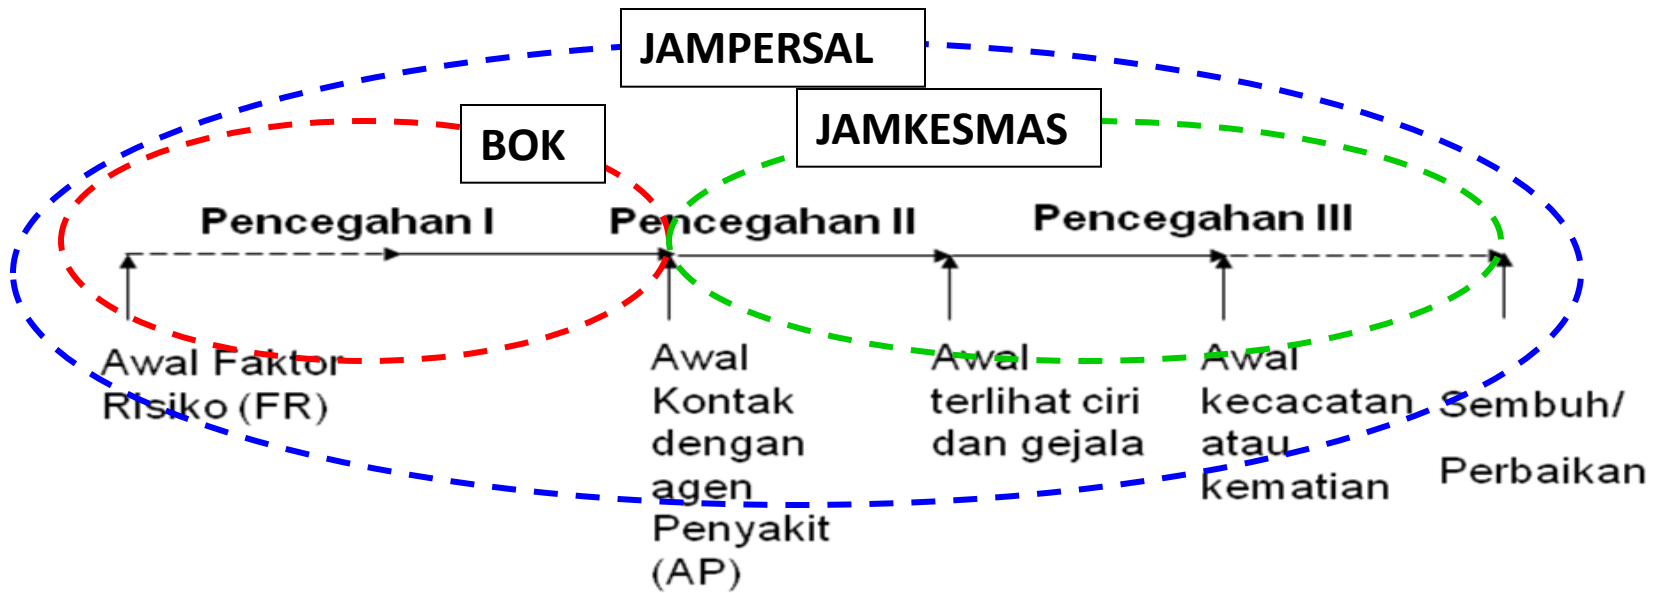 JAMPERSAL
JAMKESMAS
BOK
Pencegahan I
Pencegahan II
Pencegahan III
Awal Faktor
Risiko (FR)
Awal
Kontak
dengan
agen
Penyakit
(AP)
Awal
terlihat ciri
dan gejala
Awal
kecacatan
atau
kematian
Sembuh/
Perbaikan